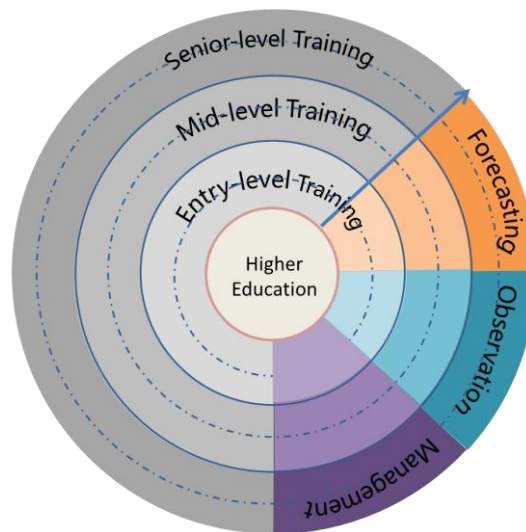 Senior-level Training
Mid-level Training
Entry-level Training
Higher
Education
Forecasting
Observation
Management